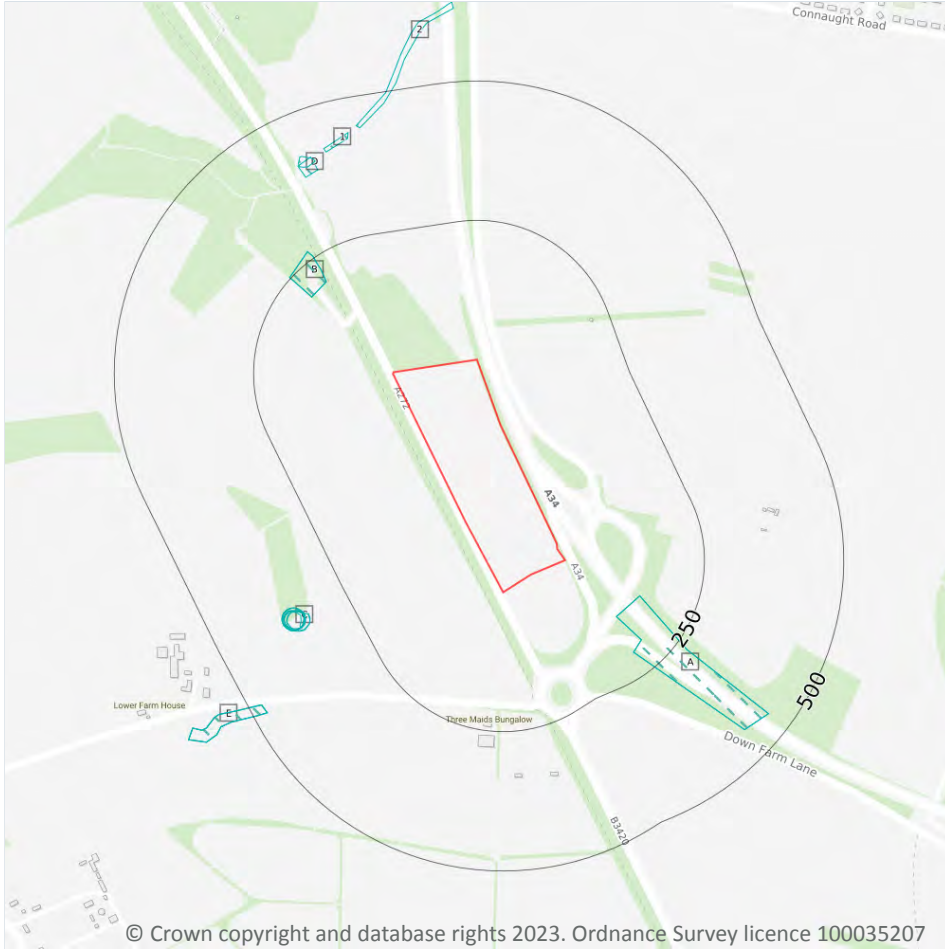 Connaught Road
2
1
D
B
A272
A34
A34
250
C
A
500
Lower Farm House
E
Three Maids Bungalow
Down Farm Lane
B3420
© Crown copyright and database rights 2023. Ordnance Survey licence 100035207